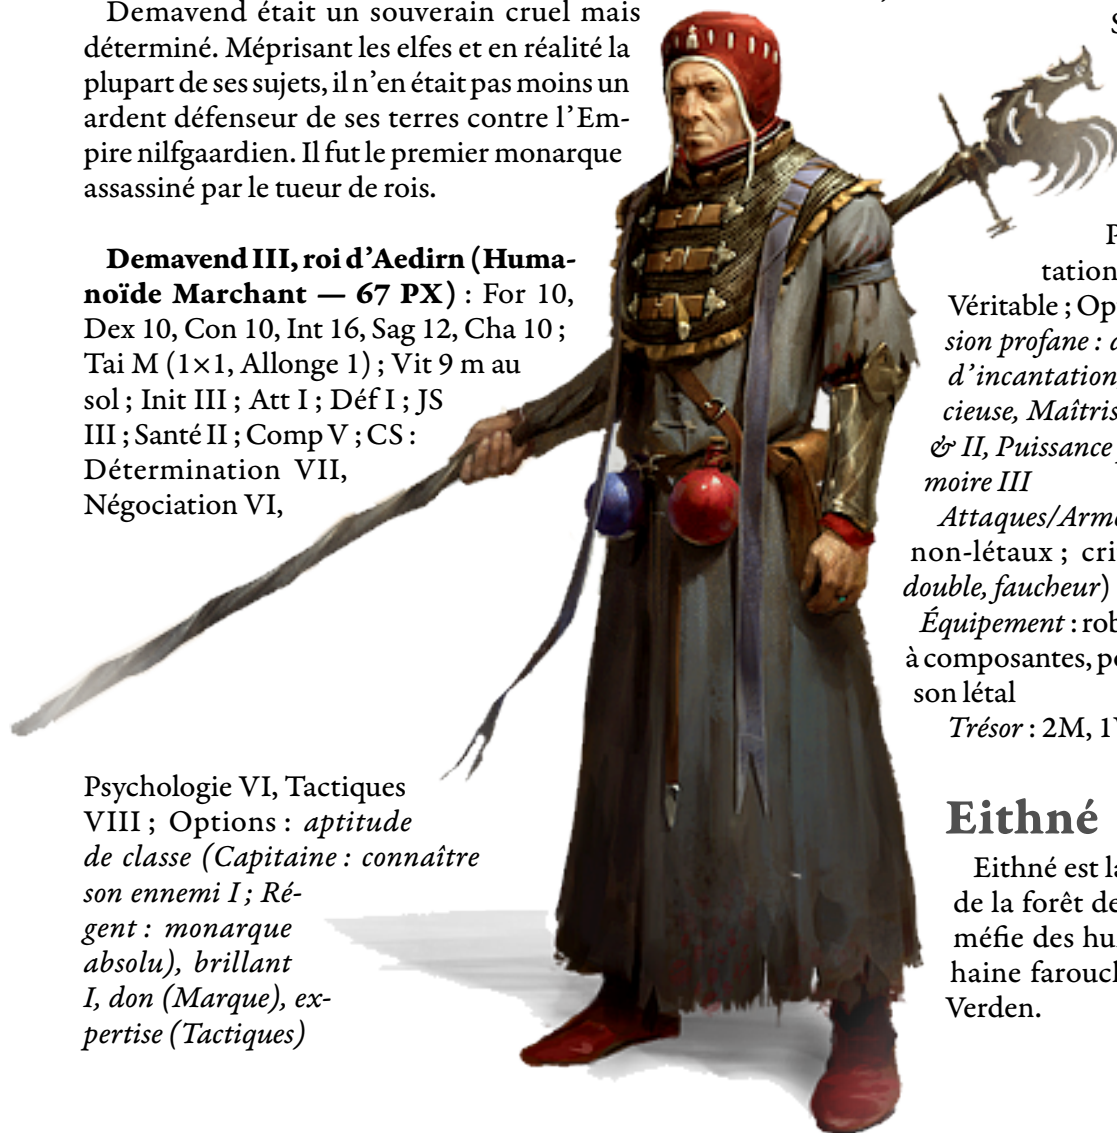 Demavend était un souverain cruel mais
déterminé. Méprisant les elfes et en réalité la
plupart de ses sujets, il n'en était pas moins un
ardent défenseur de ses terres contre l'Em-
pire nilfgaardien. Il fut le premier monarque
assassiné par le tueur de rois.
Demavend III, roi d'Aedirn (Huma-
noïde Marchant — 67 PX) : For 10,
Dex 10, Con 10, Int 16, Sag 12, Cha 10 ;
Tai M (1×1, Allonge 1) ; Vit 9 m au
sol ; Init III ; Att I ; Déf I ; JS
III ; Santé II ; Comp V ; CS :
Détermination VII,
Négociation VI,
Psychologie VI, Tactiques
VIII ; Options : aptitude
de classe (Capitaine : connaître
son ennemi I ; Ré-
gent : monarque
absolu), brillant
I, don (Marque), ex-
pertise (Tactiques)
tation
Véritable ; Op
sion profane :
d'incantation
cieuse, Maîtris
& II, Puissance
moire III
Attaques/Arm
non-létaux ; cri
double, faucheur)
Équipement : rob
à composantes, p
son létal
Trésor : 2M, 1
Eithné
Eithné est la
de la forêt de
méfie des hu
haine farouc
Verden.